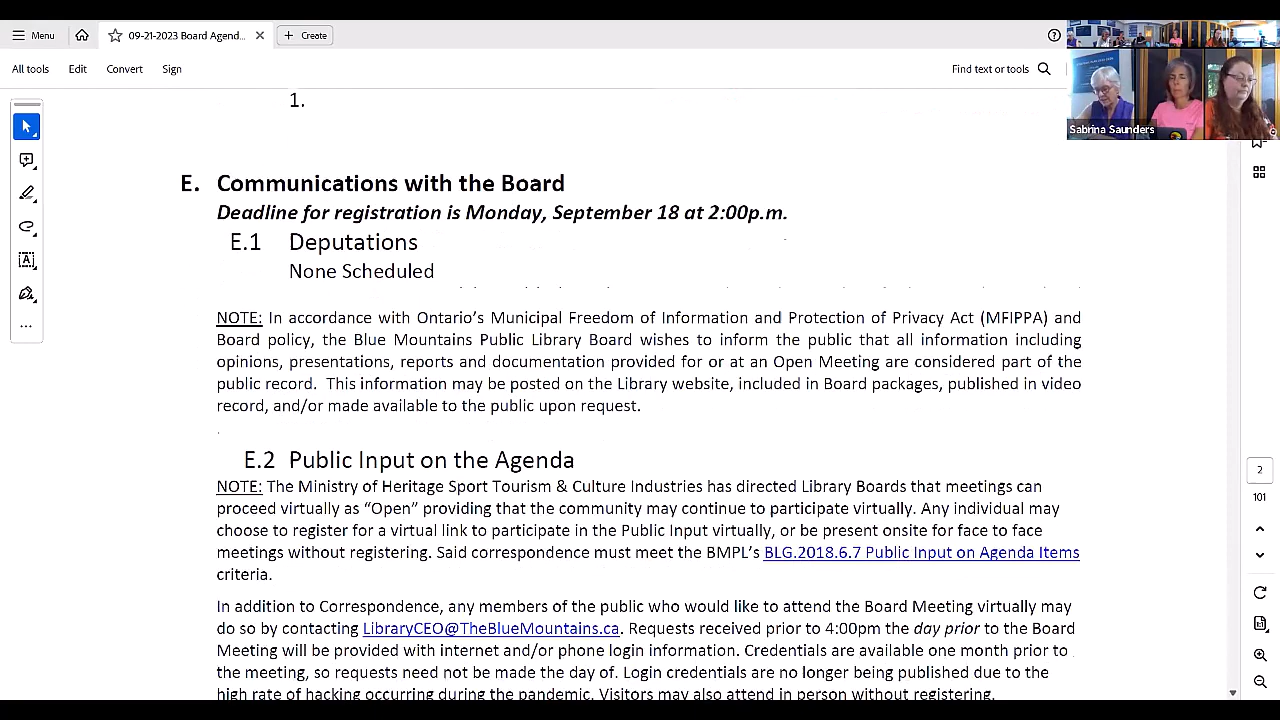 Menu
09-21-2023 Board Agend...
Create
All tools Edit Convert Sign
Find text or tools
Sabrina Saunders
1.
E. Communications with the Board
Deadline for registration is Monday, September 18 at 2:00p.m.
E.1 Deputations
None Scheduled
NOTE: In accordance with Ontario's Municipal Freedom of Information and Protection of Privacy Act (MFIPPA) and
Board policy, the Blue Mountains Public Library Board wishes to inform the public that all information including
opinions, presentations, reports and documentation provided for or at an Open Meeting are considered part of the
public record. This information may be posted on the Library website, included in Board packages, published in video
record, and/or made available to the public upon request.
E.2 Public Input on the Agenda
NOTE: The Ministry of Heritage Sport Tourism & Culture Industries has directed Library Boards that meetings can
proceed virtually as “Open” providing that the community may continue to participate virtually. Any individual may
choose to register for a virtual link to participate in the Public Input virtually, or be present onsite for face to face
meetings without registering. Said correspondence must meet the BMPL's BLG.2018.6.7 Public Input on Agenda Items
criteria.
In addition to Correspondence, any members of the public who would like to attend the Board Meeting virtually may
do so by contacting LibraryCEO@TheBlueMountains.ca. Requests received prior to 4:00pm the day prior to the Board
Meeting will be provided with internet and/or phone login information. Credentials are available one month prior to
the meeting, so requests need not be made the day of. Login credentials are no longer being published due to the
high rate of hacking occurring during the pandemic. Visitors may also attend in person without registering.
2
101